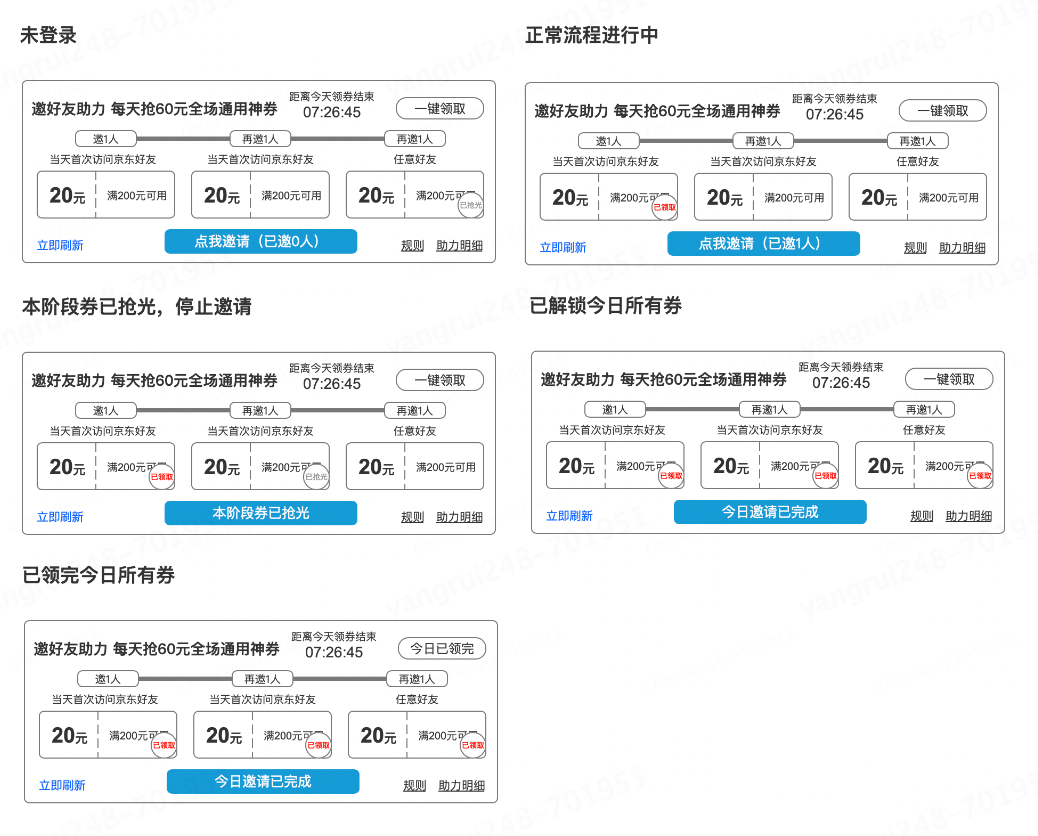 未登录
邀好友助力 每天抢60元全场通用神券
距离今天领券结束
07:26:45
一键领取
邀1人
再邀1人
再邀1人
当天首次访问京东好友
当天首次访问京东好友
任意好友
20元 满200元可用
20元 满200元可用
20元 满200元可用
已抢光
立即刷新
点我邀请（已邀0人）
规则 助力明细
正常流程进行中
邀好友助力 每天抢60元全场通用神券
距离今天领券结束
07:26:45
一键领取
邀1人
再邀1人
再邀1人
当天首次访问京东好友
当天首次访问京东好友
任意好友
20元 满200元可用
已领取
20元 满200元可用
20元 满200元可用
立即刷新
点我邀请（已邀1人）
规则 助力明细
本阶段券已抢光，停止邀请
邀好友助力 每天抢60元全场通用神券
距离今天领券结束
07:26:45
一键领取
邀1人
再邀1人
再邀1人
当天首次访问京东好友
当天首次访问京东好友
任意好友
20元 满200元可用
已领取
20元 满200元可用
已抢光
20元 满200元可用
立即刷新
本阶段券已抢光
规则 助力明细
已解锁今日所有券
邀好友助力 每天抢60元全场通用神券
距离今天领券结束
07:26:45
一键领取
邀1人
再邀1人
再邀1人
当天首次访问京东好友
当天首次访问京东好友
任意好友
20元 满200元可用
已领取
20元 满200元可用
已领取
20元 满200元可用
已领取
立即刷新
今日邀请已完成
规则 助力明细
已领完今日所有券
邀好友助力 每天抢60元全场通用神券
距离今天领券结束
07:26:45
今日已领完
邀1人
再邀1人
再邀1人
当天首次访问京东好友
当天首次访问京东好友
任意好友
20元 满200元可用
已领取
20元 满200元可用
已领取
20元 满200元可用
已领取
立即刷新
今日邀请已完成
规则 助力明细
yangrui248-701951